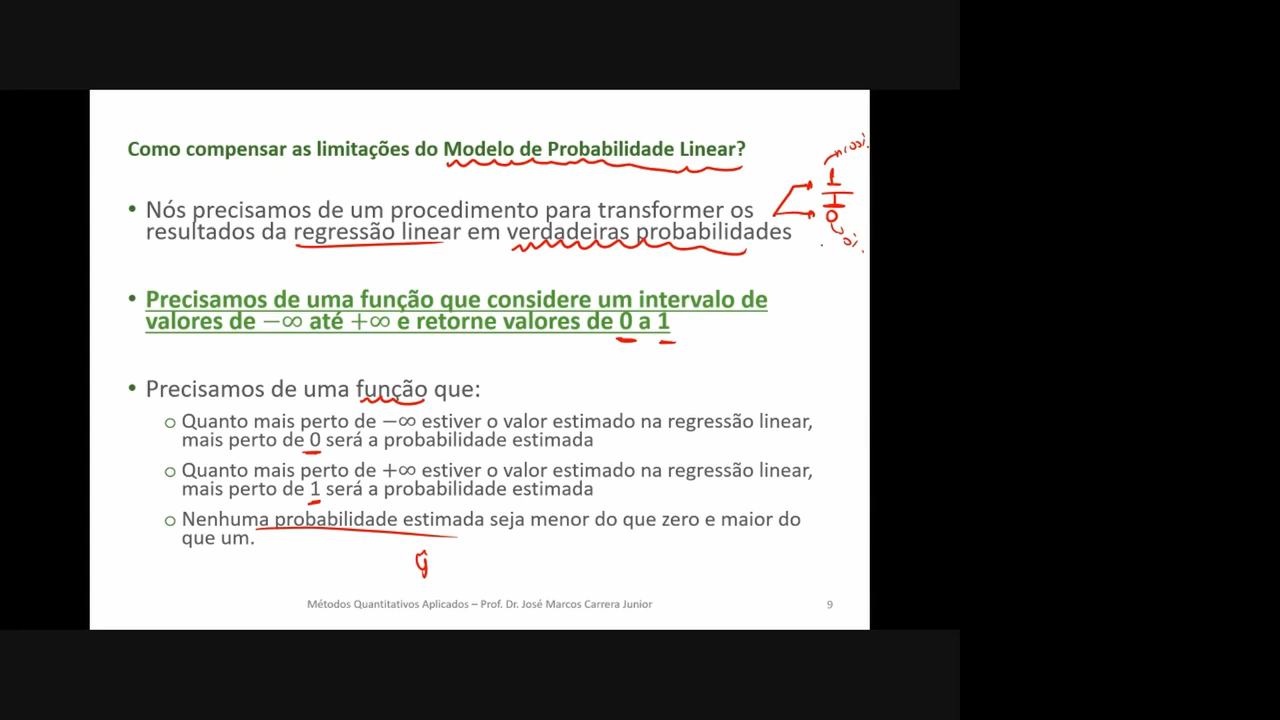 Como compensar as limitações do Modelo de Probabilidade Linear?
• Nós precisamos de um procedimento para transformer os
resultados da regressão linear em verdadeiras probabilidades
1
1
0
• Precisamos de uma função que considere um intervalo de
valores de −∞ até +∞ e retorne valores de 0 a 1
• Precisamos de uma função que:
o Quanto mais perto de −∞ estiver o valor estimado na regressão linear,
mais perto de 0 será a probabilidade estimada
o Quanto mais perto de +∞ estiver o valor estimado na regressão linear,
mais perto de 1 será a probabilidade estimada
o Nenhuma probabilidade estimada seja menor do que zero e maior do
que um.
ŷ
Métodos Quantitativos Aplicados – Prof. Dr. José Marcos Carrera Junior
9